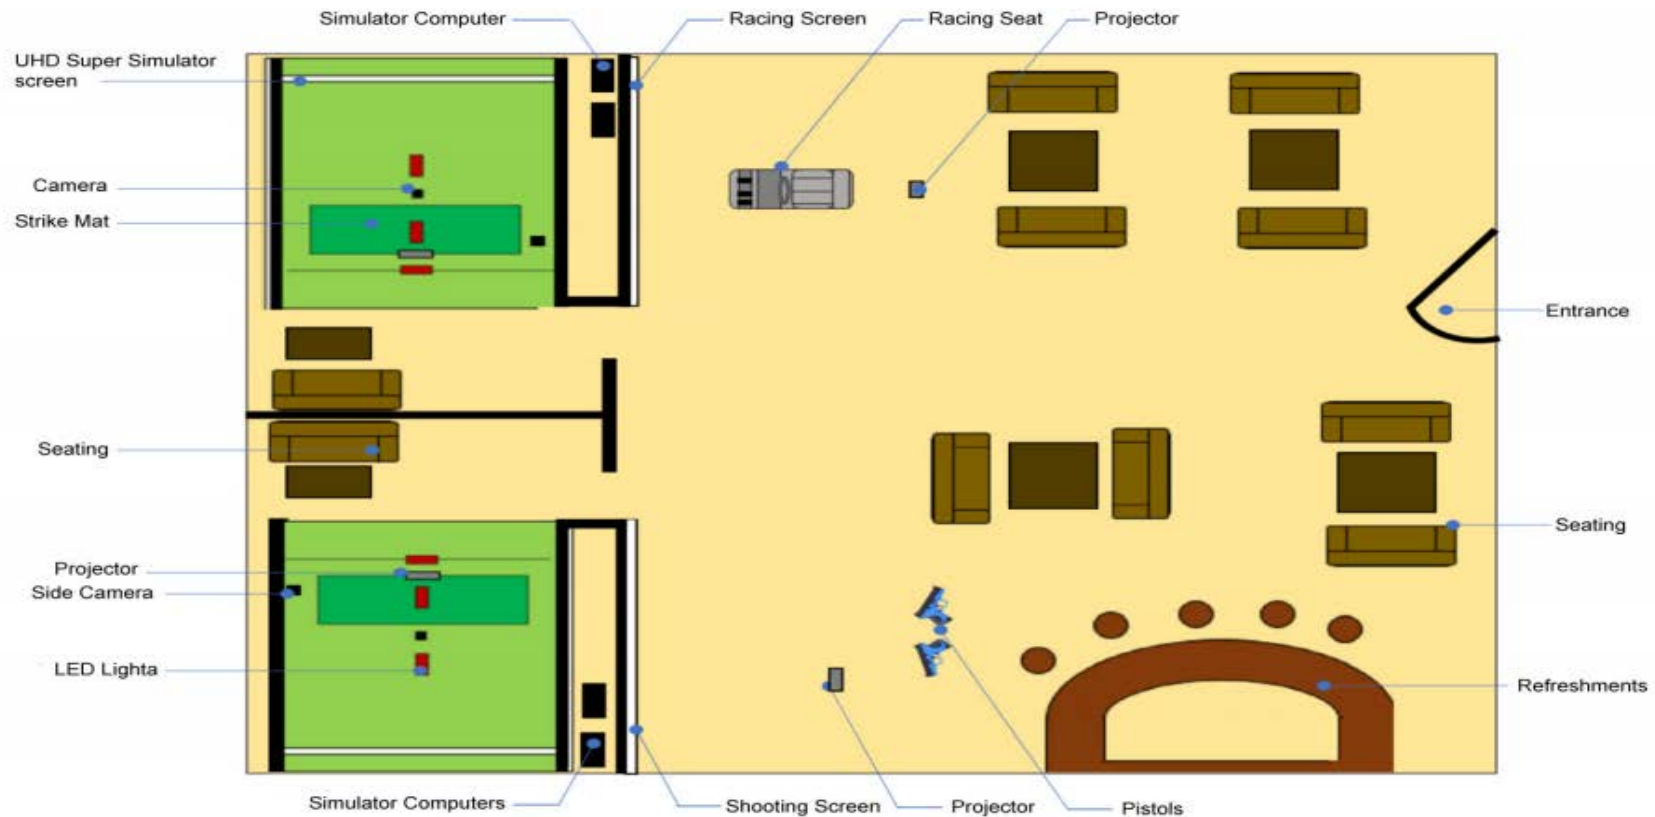 Simulator Computer
Racing Screen
Racing Seat
Projector
UHD Super Simulator
screen
Camera
Strike Mat
Entrance
Seating
Seating
Projector
Side Camera
LED Lighta
Refreshments
Simulator Computers
Shooting Screen
Projector
Pistols